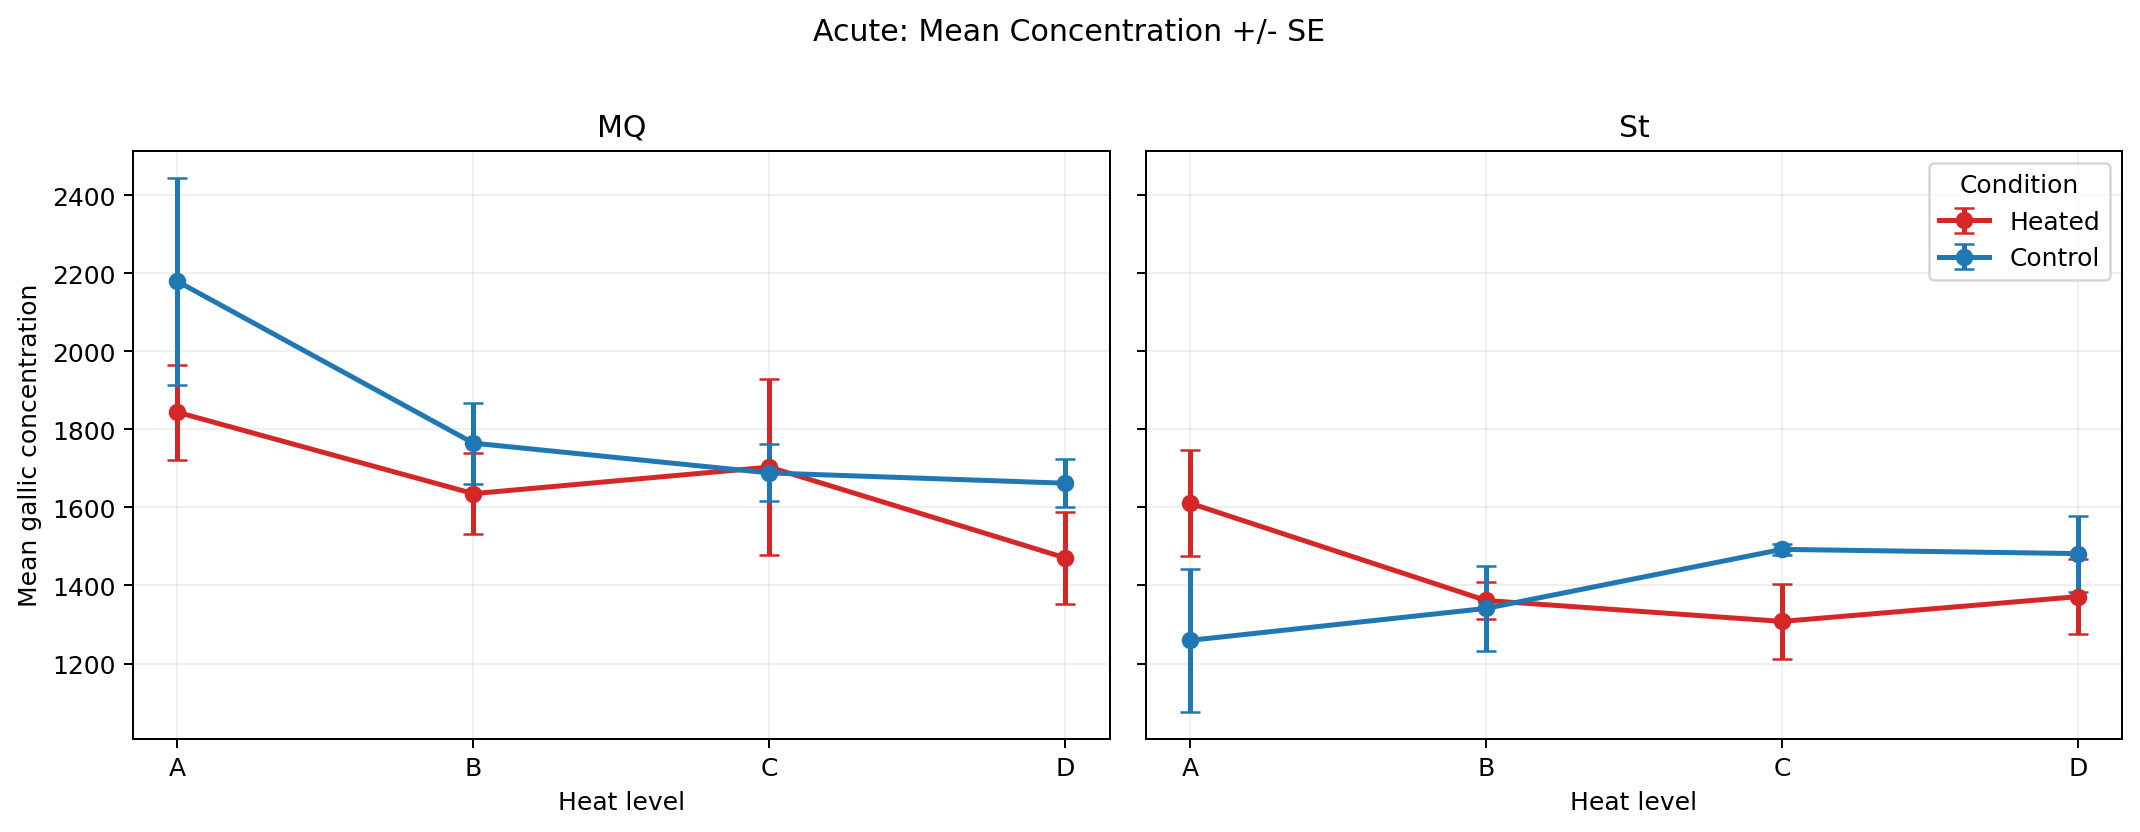 Acute: Mean Concentration +/- SE
MQ
Mean gallic concentration
2400
2200
2000
1800
1600
1400
1200
A B C D
Heat level
St
Condition
Heated
Control
A B C D
Heat level